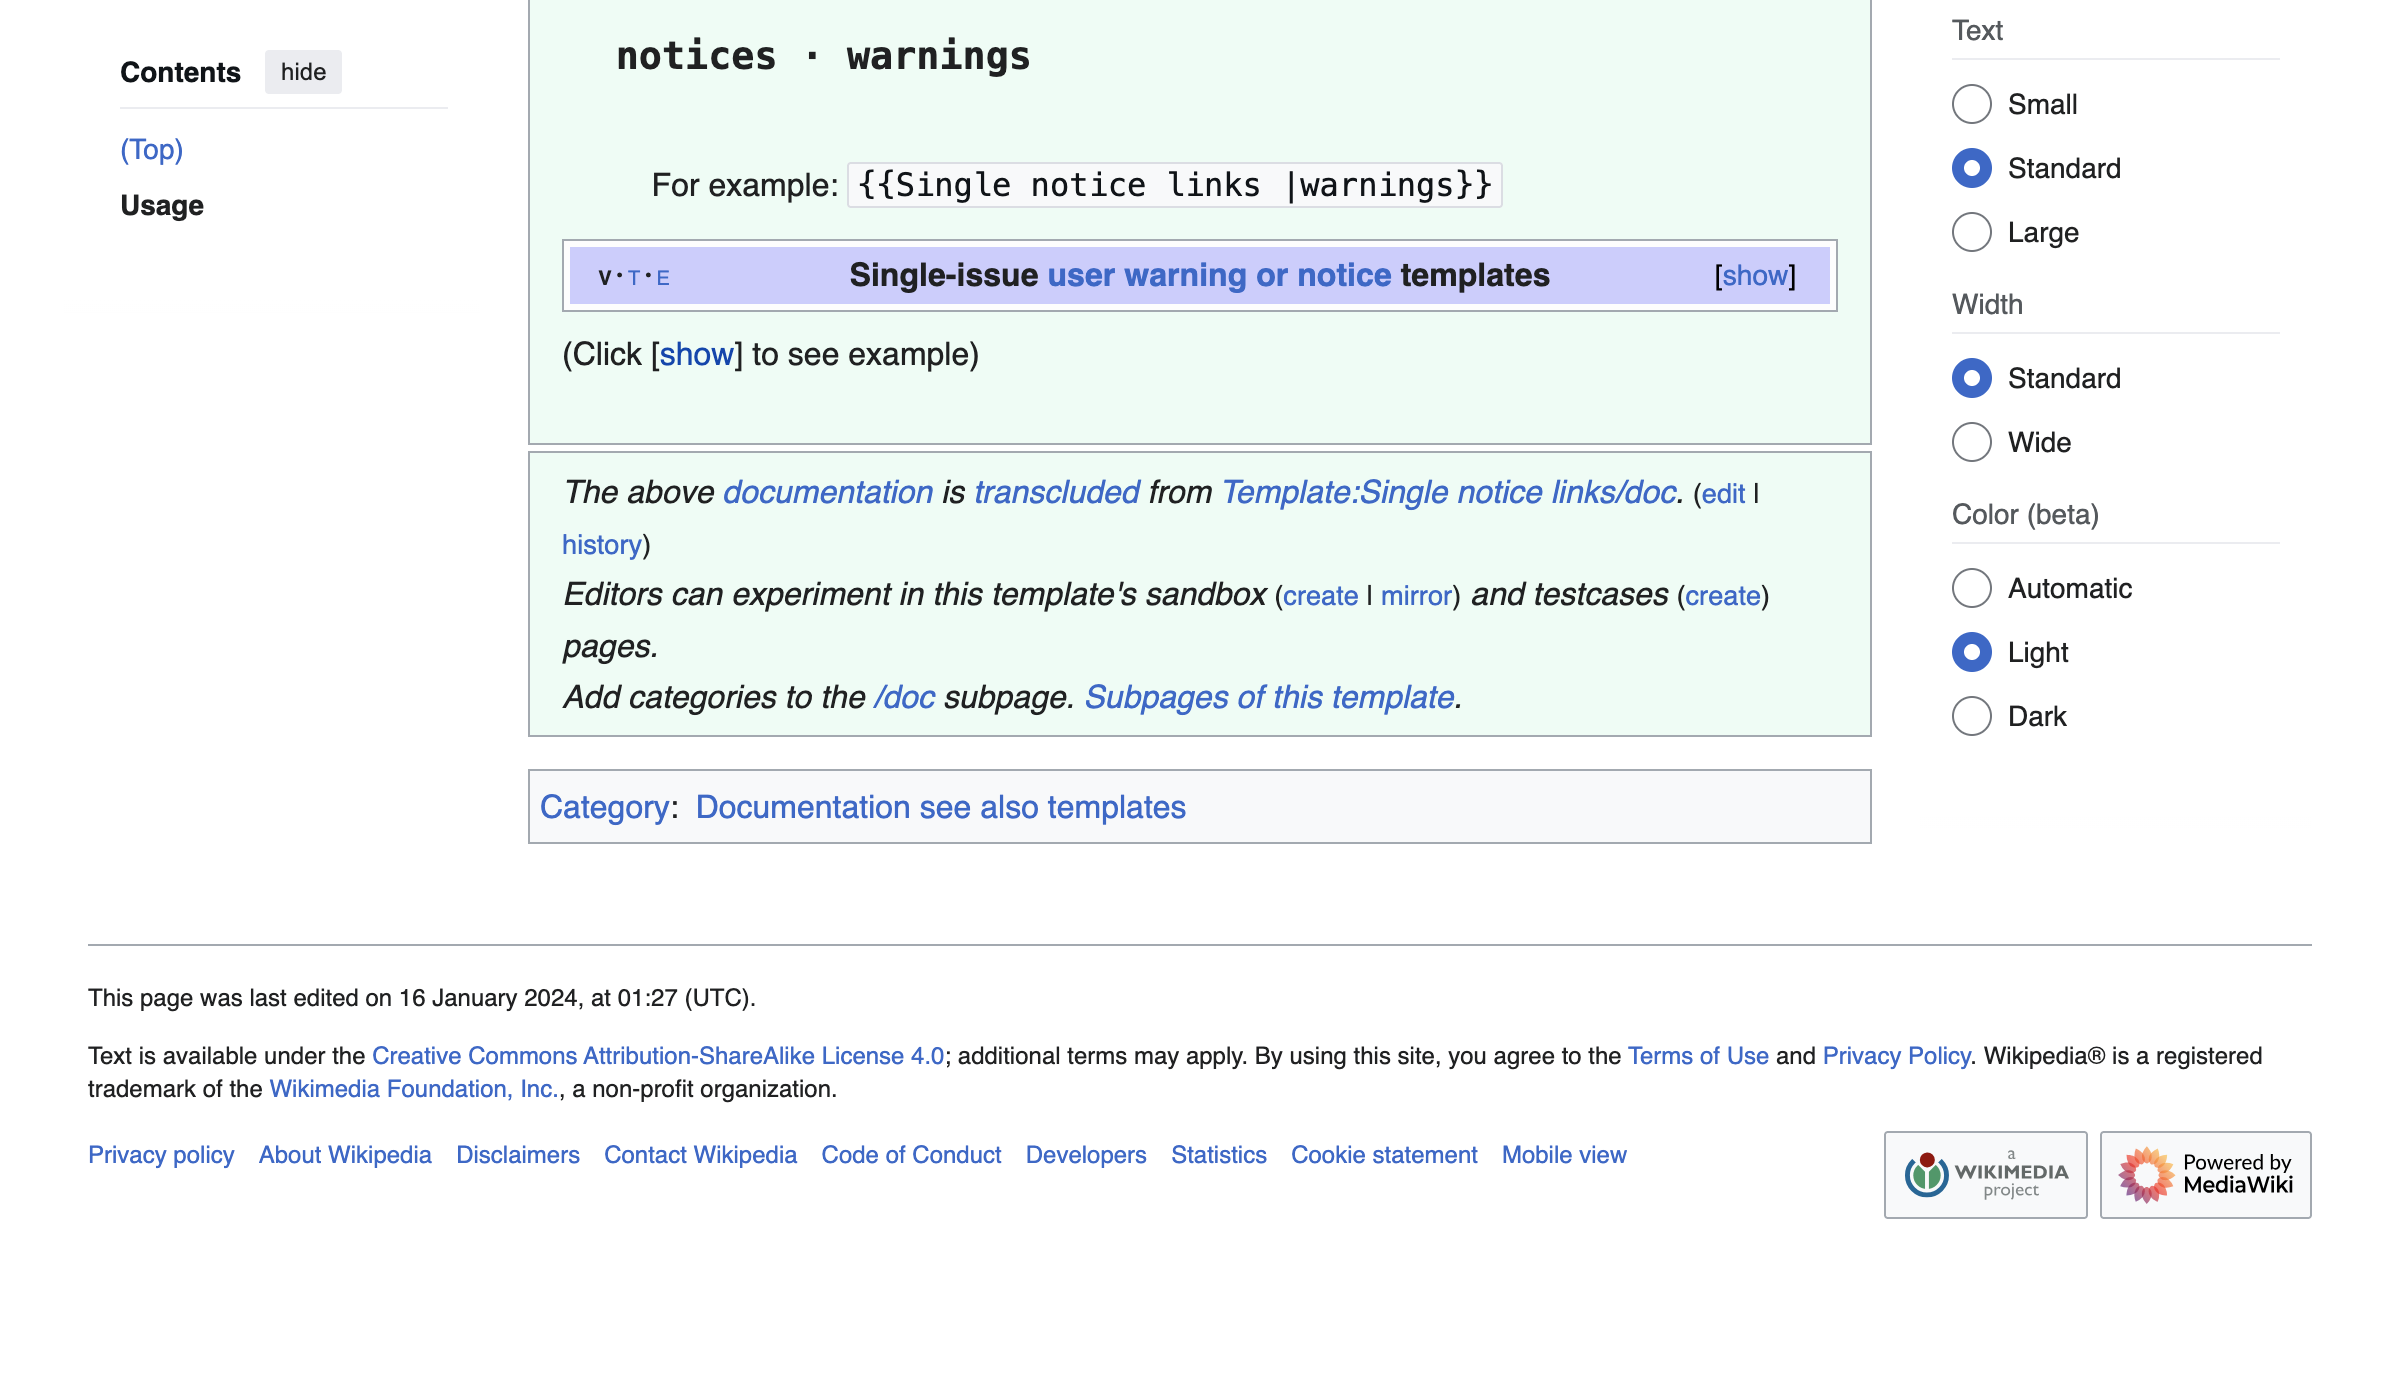 Contents hide
(Top)
Usage
notices · warnings
For example: {{Single notice links |warnings}}
V · T · E Single-issue user warning or notice templates [show]
(Click [show] to see example)
The above documentation is transcluded from Template:Single notice links/doc. (edit |
history)
Editors can experiment in this template's sandbox (create | mirror) and testcases (create)
pages.
Add categories to the /doc subpage. Subpages of this template.
Category: Documentation see also templates
Text
Small
Standard
Large
Width
Standard
Wide
Color (beta)
Automatic
Light
Dark
This page was last edited on 16 January 2024, at 01:27 (UTC).
Text is available under the Creative Commons Attribution-ShareAlike License 4.0; additional terms may apply. By using this site, you agree to the Terms of Use and Privacy Policy. Wikipedia® is a registered
trademark of the Wikimedia Foundation, Inc., a non-profit organization.
Privacy policy About Wikipedia Disclaimers Contact Wikipedia Code of Conduct Developers Statistics Cookie statement Mobile view
a
WIKIMEDIA
project
Powered by
MediaWiki